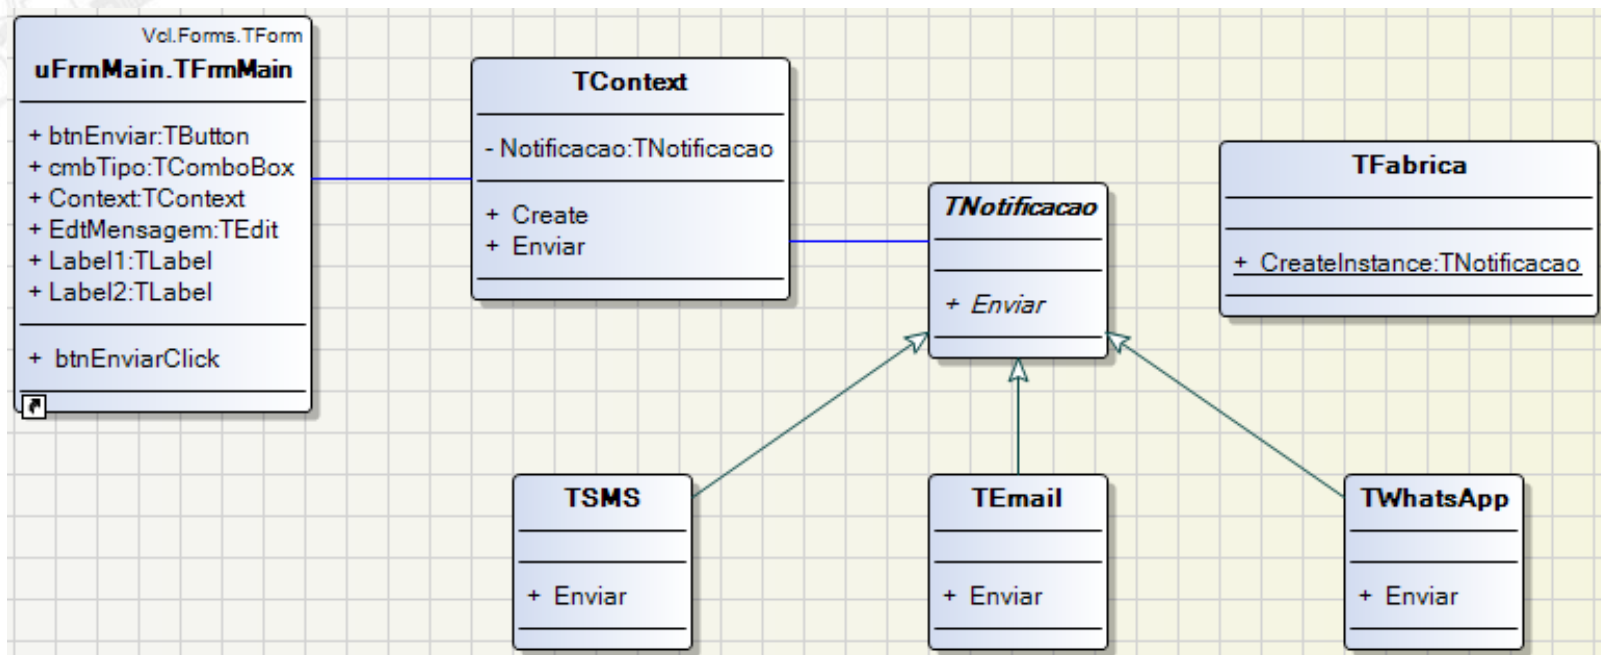 Vcl.Forms.TForm
uFrmMain.TFrmMain
+ btnEnviar:TButton
+ cmbTipo:TComboBox
+ Context:TContext
+ EdtMensagem:TEdit
+ Label1:TLabel
+ Label2:TLabel
+ btnEnviarClick
TContext
- Notificacao:TNotificacao
+ Create
+ Enviar
TNotificacao
+ Enviar
TFabrica
+ CreateInstance:TNotificacao
TSMS
+ Enviar
TEmail
+ Enviar
TWhatsApp
+ Enviar